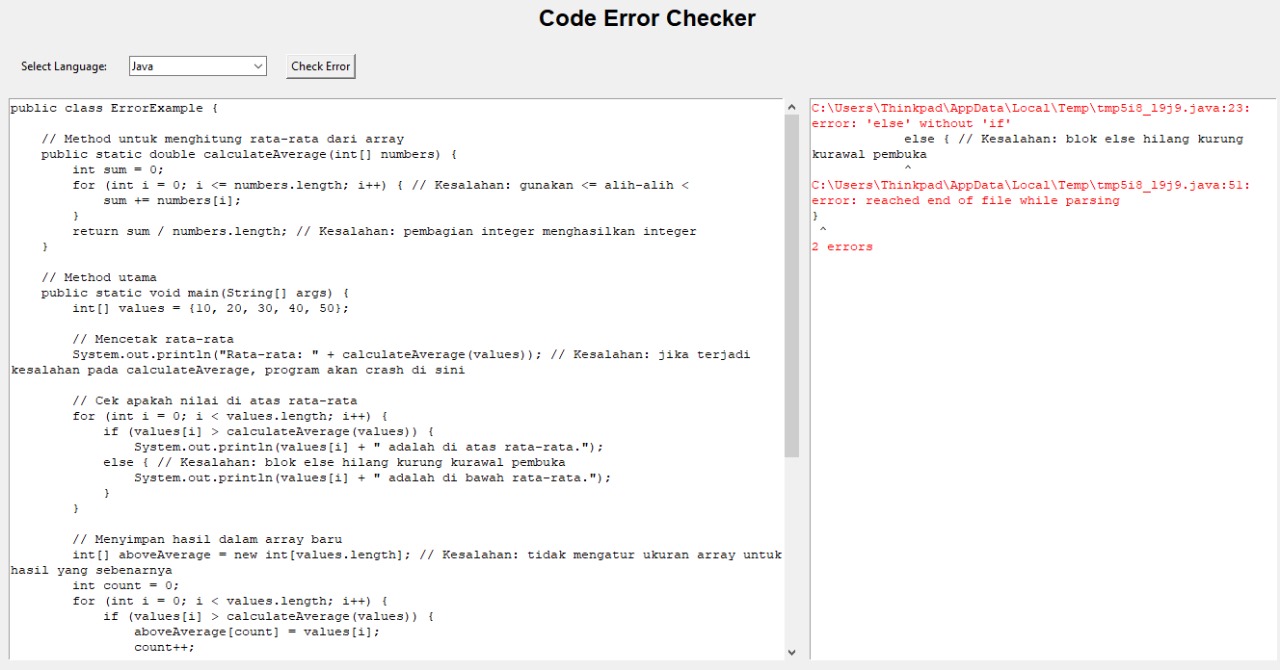 Code Error Checker
Select Language:
Java
Check Error
public class ErrorExample {
// Method untuk menghitung rata-rata dari array
public static double calculateAverage(int[] numbers) {
int sum = 0;
for (int i = 0; i <= numbers.length; i++) { // Kesalahan: gunakan <= alih-alih <
sum += numbers[i];
}
return sum / numbers.length; // Kesalahan: pembagian integer menghasilkan integer
}
// Method utama
public static void main(String[] args) {
int[] values = {10, 20, 30, 40, 50};
// Mencetak rata-rata
System.out.println("Rata-rata: " + calculateAverage(values)); // Kesalahan: jika terjadi
kesalahan pada calculateAverage, program akan crash di sini
// Cek apakah nilai di atas rata-rata
for (int i = 0; i < values.length; i++) {
if (values[i] > calculateAverage(values)) {
System.out.println(values[i] + " adalah di atas rata-rata.");
else { // Kesalahan: blok else hilang kurung kurawal pembuka
System.out.println(values[i] + " adalah di bawah rata-rata.");
}
}
// Menyimpan hasil dalam array baru
int[] aboveAverage = new int[values.length]; // Kesalahan: tidak mengatur ukuran array untuk
hasil yang sebenarnya
int count = 0;
for (int i = 0; i < values.length; i++) {
if (values[i] > calculateAverage(values)) {
aboveAverage[count] = values[i];
count++;
C:\Users\Thinkpad\AppData\Local\Temp\tmp5i8_l9j9.java:23:
error: 'else' without 'if'
else { // Kesalahan: blok else hilang kurung
kurawal pembuka
^
C:\Users\Thinkpad\AppData\Local\Temp\tmp5i8_l9j9.java:51:
error: reached end of file while parsing
}
^
2 errors